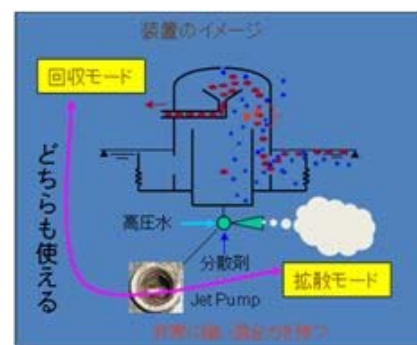 装置のイメージ
回収モード
どちらも使える
高圧水
分散剤
拡散モード
Jet Pump